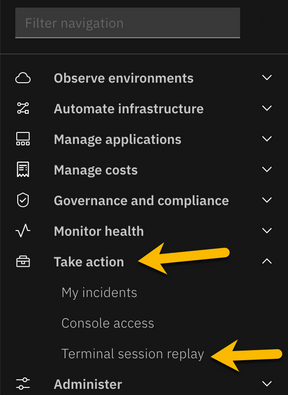 Filter navigation
Observe environments
Automate infrastructure
Manage applications
Manage costs
Governance and compliance
Monitor health
Take action
My incidents
Console access
Terminal session replay
Administer